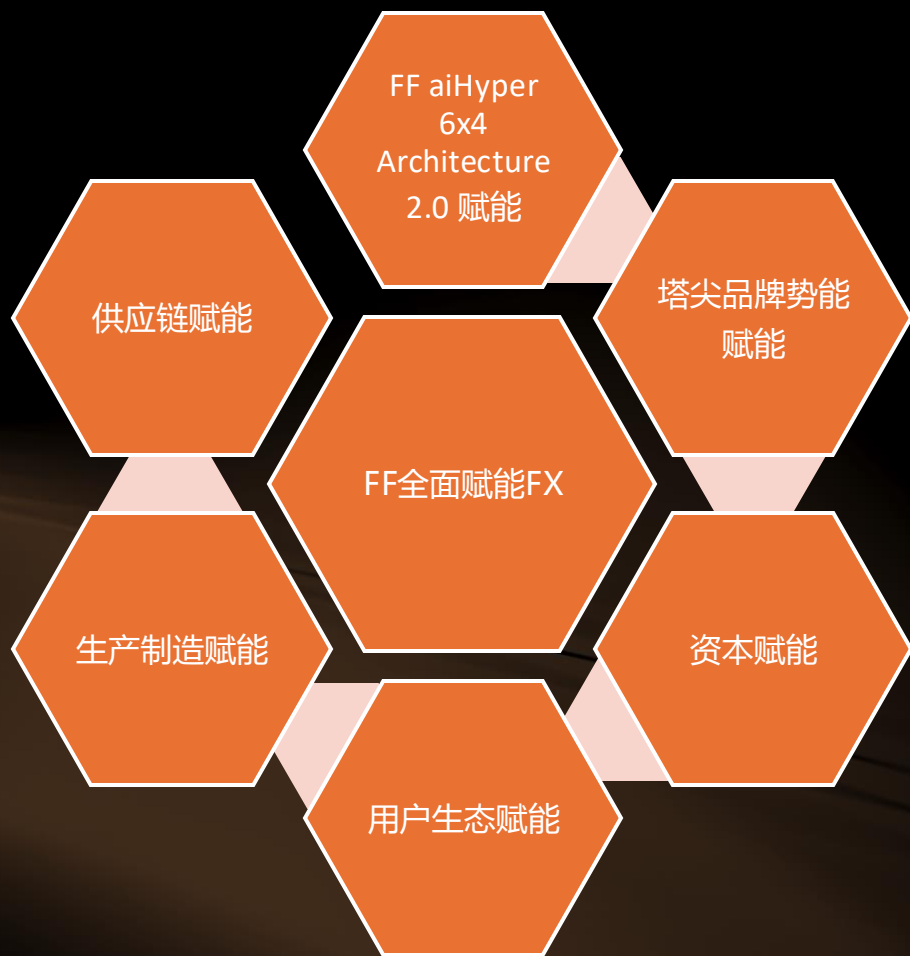 FF aiHyper
6x4
Architecture
2.0 赋能
塔尖品牌势能
赋能
供应链赋能
FF全面赋能FX
生产制造赋能
资本赋能
用户生态赋能